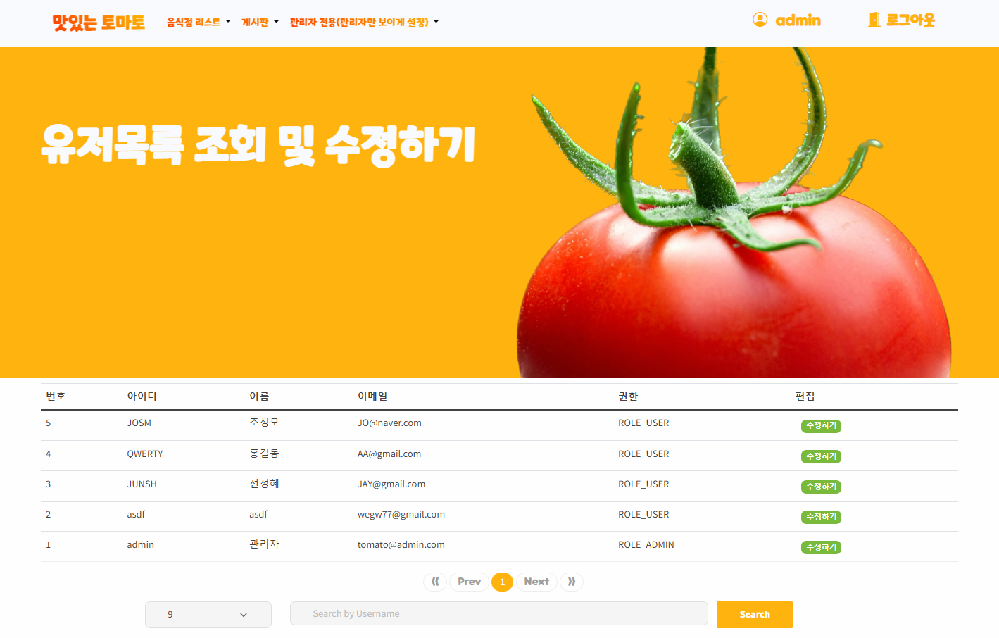 맛있는 토마토 음식점 리스트 게시판 관리자 전용(관리자만 보이게 설정) admin 로그아웃
유저목록 조회 및 수정하기
번호 아이디 이름 이메일 권한 편집
5 JOSM 조성모 JO@naver.com ROLE_USER 수정하기
4 QWERTY 홍길동 AA@gmail.com ROLE_USER 수정하기
3 JUNSH 전성혜 JAY@gmail.com ROLE_USER 수정하기
2 asdf asdf wegw77@gmail.com ROLE_USER 수정하기
1 admin 관리자 tomato@admin.com ROLE_ADMIN 수정하기
⟪ Prev 1 Next ⟫
9 Search by Username Search